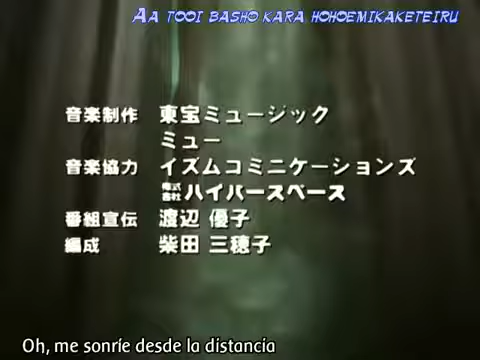 AA TOOI BASHO KARA HOHOEMIKAKETEIRU
音楽制作 東宝ミュージック
ミュー
音楽協力 イズムコミニケーションズ
株式会社 ハイパースペース
番組宣伝 渡辺 優子
編成 柴田 三穂子
Oh, me sonríe desde la distancia